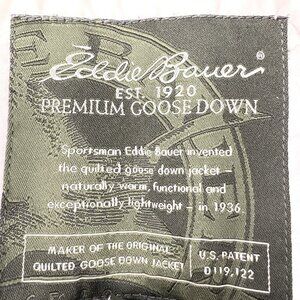 Eddie Bauer®
EST. 1920
PREMIUM GOOSE DOWN
Sportsman Eddie Bauer invented
the quilted goose down jacket –
naturally warm, functional and
exceptionally lightweight – in 1936.
MAKER OF THE ORIGINAL
QUILTED GOOSE DOWN JACKET
U.S. PATENT
D119,122